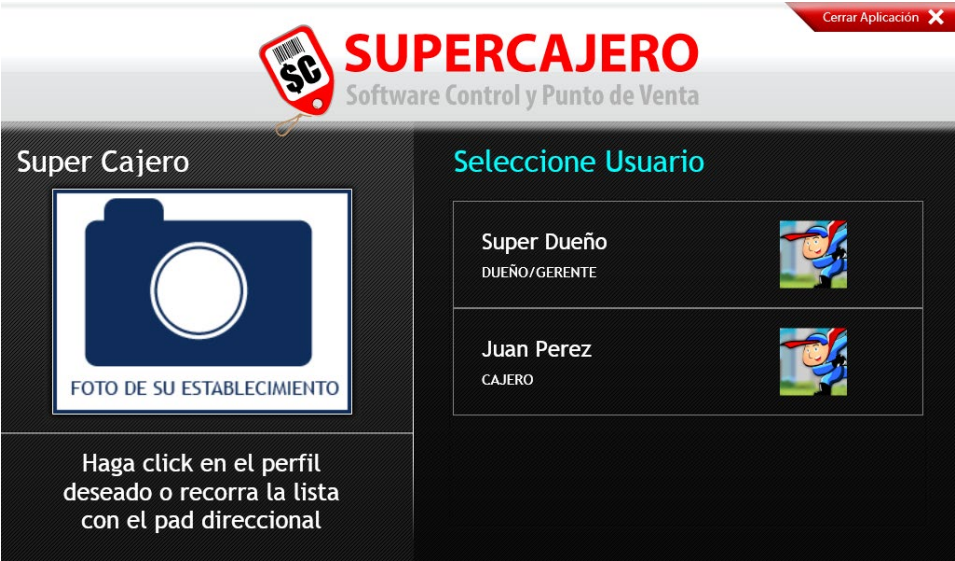 Cerrar Aplicación
$C
SUPERCAJERO
Software Control y Punto de Venta
Super Cajero
FOTO DE SU ESTABLECIMIENTO
Haga click en el perfil
deseado o recorra la lista
con el pad direccional
Seleccione Usuario
Super Dueño
DUEÑO/GERENTE
Juan Perez
CAJERO